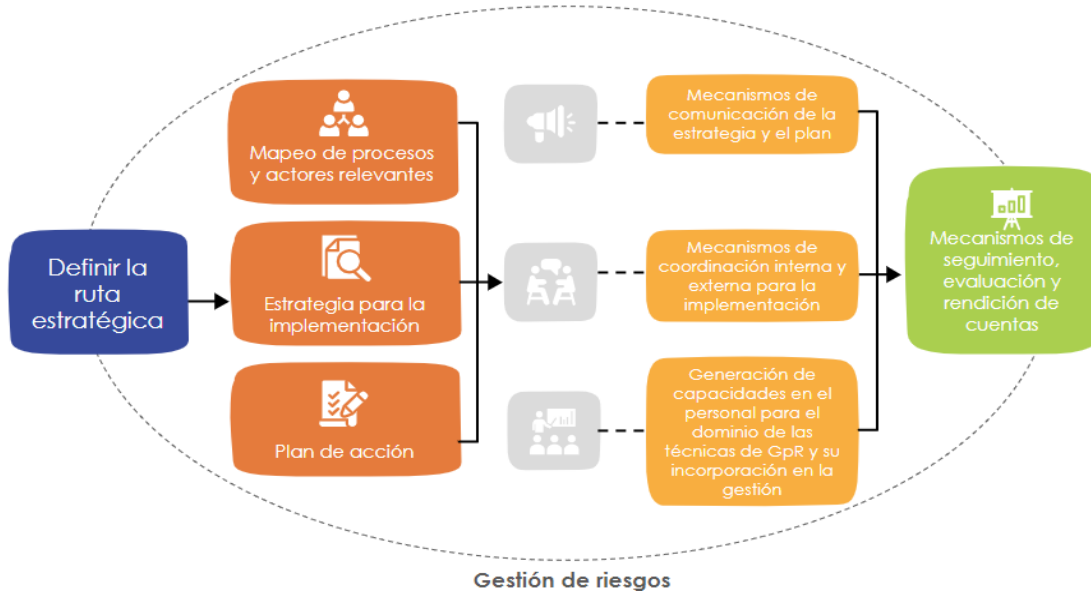 Definir la
ruta
estratégica
Mapeo de procesos
y actores relevantes
Estrategia para la
implementación
Plan de acción
Mecanismos de
comunicación de la
estrategia y el plan
Mecanismos de
coordinación interna y
externa para la
implementación
Generación de
capacidades en el
personal para el
dominio de las
técnicas de GpR y su
incorporación en la
gestión
Mecanismos de
seguimiento,
evaluación y
rendición de
cuentas
Gestión de riesgos